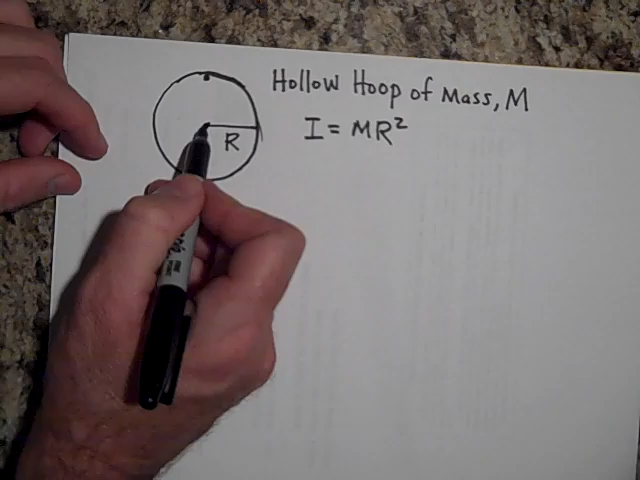 Hollow Hoop of Mass, M
I = MR²
R